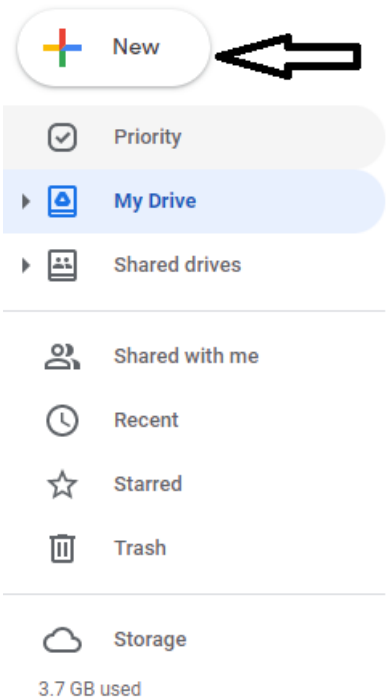 New
Priority
My Drive
Shared drives
Shared with me
Recent
Starred
Trash
Storage
3.7 GB used